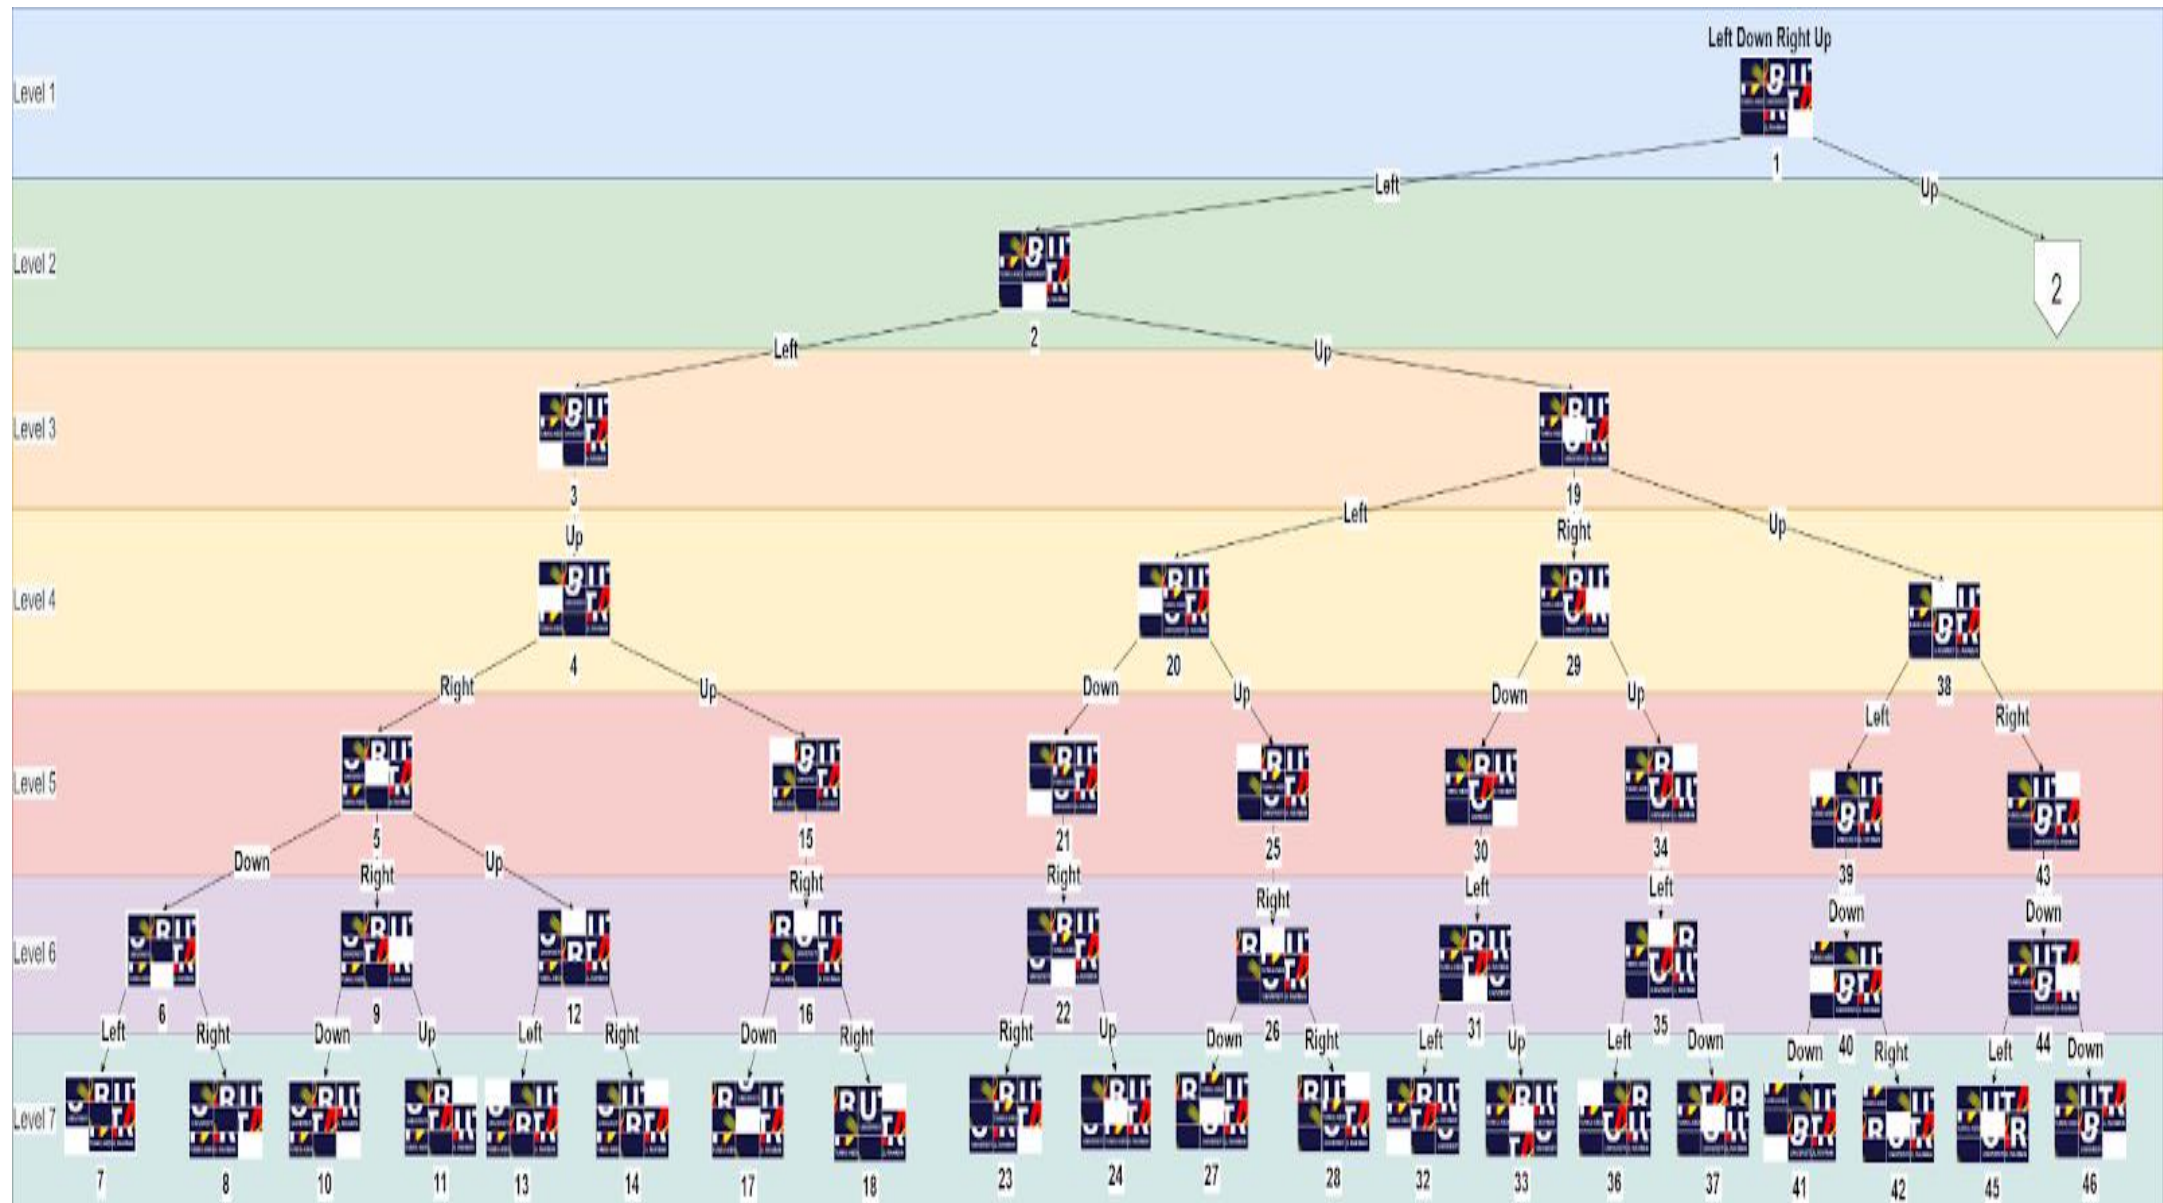 Left Down Right Up
Level 1
1
Left
Up
Level 2
2
2
Left
Up
Level 3
3
19
Left
Up
Right
Up
Level 4
4
20
29
38
Right
Up
Down
Up
Down
Up
Left
Right
Level 5
5
15
21
25
30
34
39
43
Down
Right
Up
Right
Right
Right
Left
Left
Down
Down
Level 6
6
9
12
16
22
26
31
35
40
44
Left
Right
Down
Up
Left
Right
Down
Right
Right
Up
Down
Right
Left
Up
Left
Down
Down
Right
Left
Down
Level 7
7
8
10
11
13
14
17
18
23
24
27
28
32
33
36
37
41
42
45
46